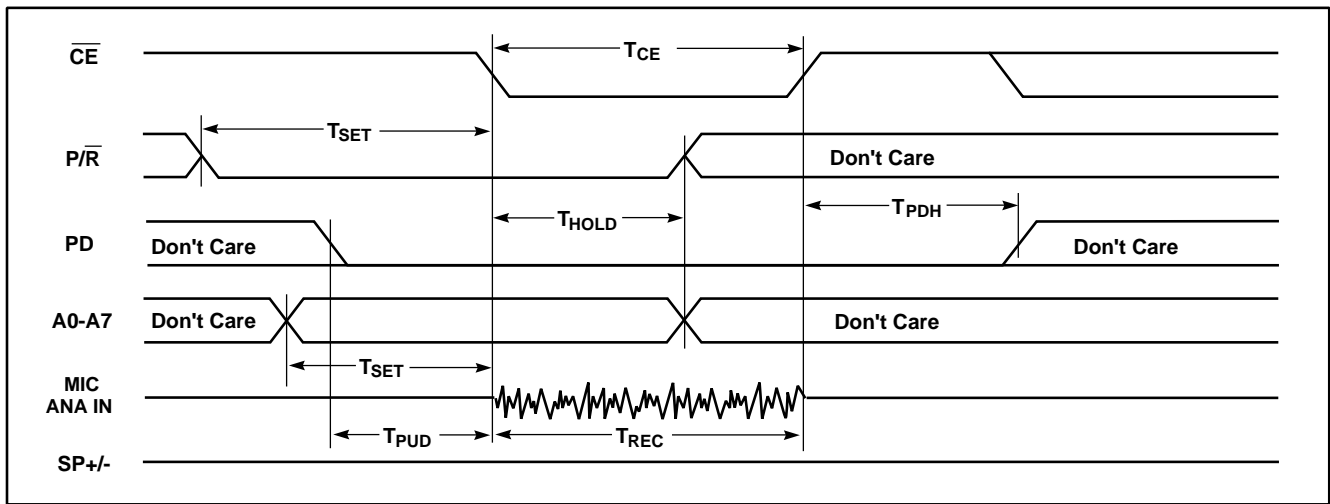 C̅E̅
T_CE
T_SET
P/R̅
Don't Care
T_HOLD
T_PDH
PD
Don't Care
Don't Care
A0-A7
Don't Care
Don't Care
T_SET
MIC
ANA IN
T_PUD
T_REC
SP+/-